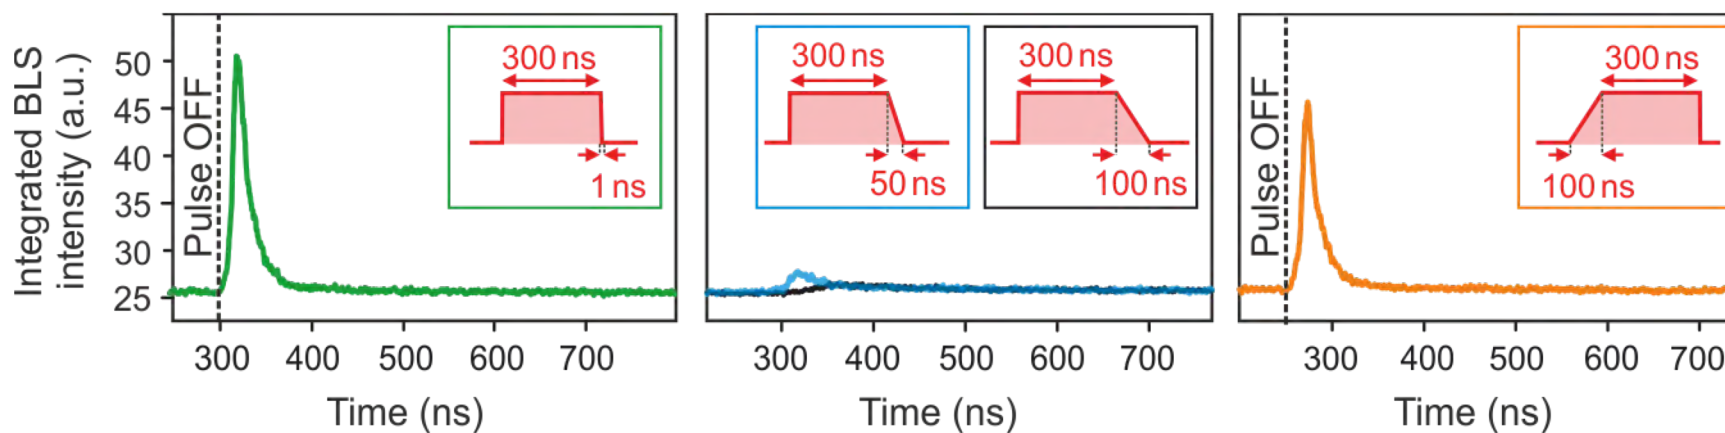 Integrated BLS
intensity (a.u.)
50
45
40
35
30
25
Pulse OFF
300 ns
1 ns
300 400 500 600 700
Time (ns)
300 ns
50 ns
300 ns
100 ns
300 400 500 600 700
Time (ns)
Pulse OFF
300 ns
100 ns
300 400 500 600 700
Time (ns)